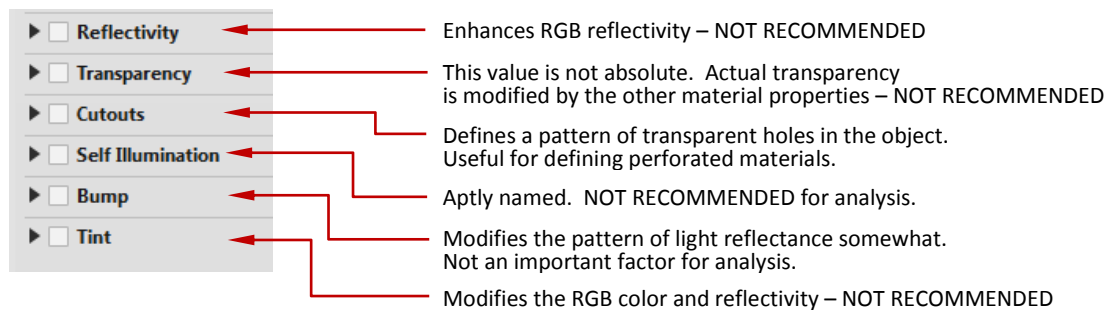 Reflectivity
Enhances RGB reflectivity – NOT RECOMMENDED
Transparency
This value is not absolute.  Actual transparency
is modified by the other material properties – NOT RECOMMENDED
Cutouts
Defines a pattern of transparent holes in the object.
Useful for defining perforated materials.
Self Illumination
Aptly named.  NOT RECOMMENDED for analysis.
Bump
Modifies the pattern of light reflectance somewhat.
Not an important factor for analysis.
Tint
Modifies the RGB color and reflectivity – NOT RECOMMENDED